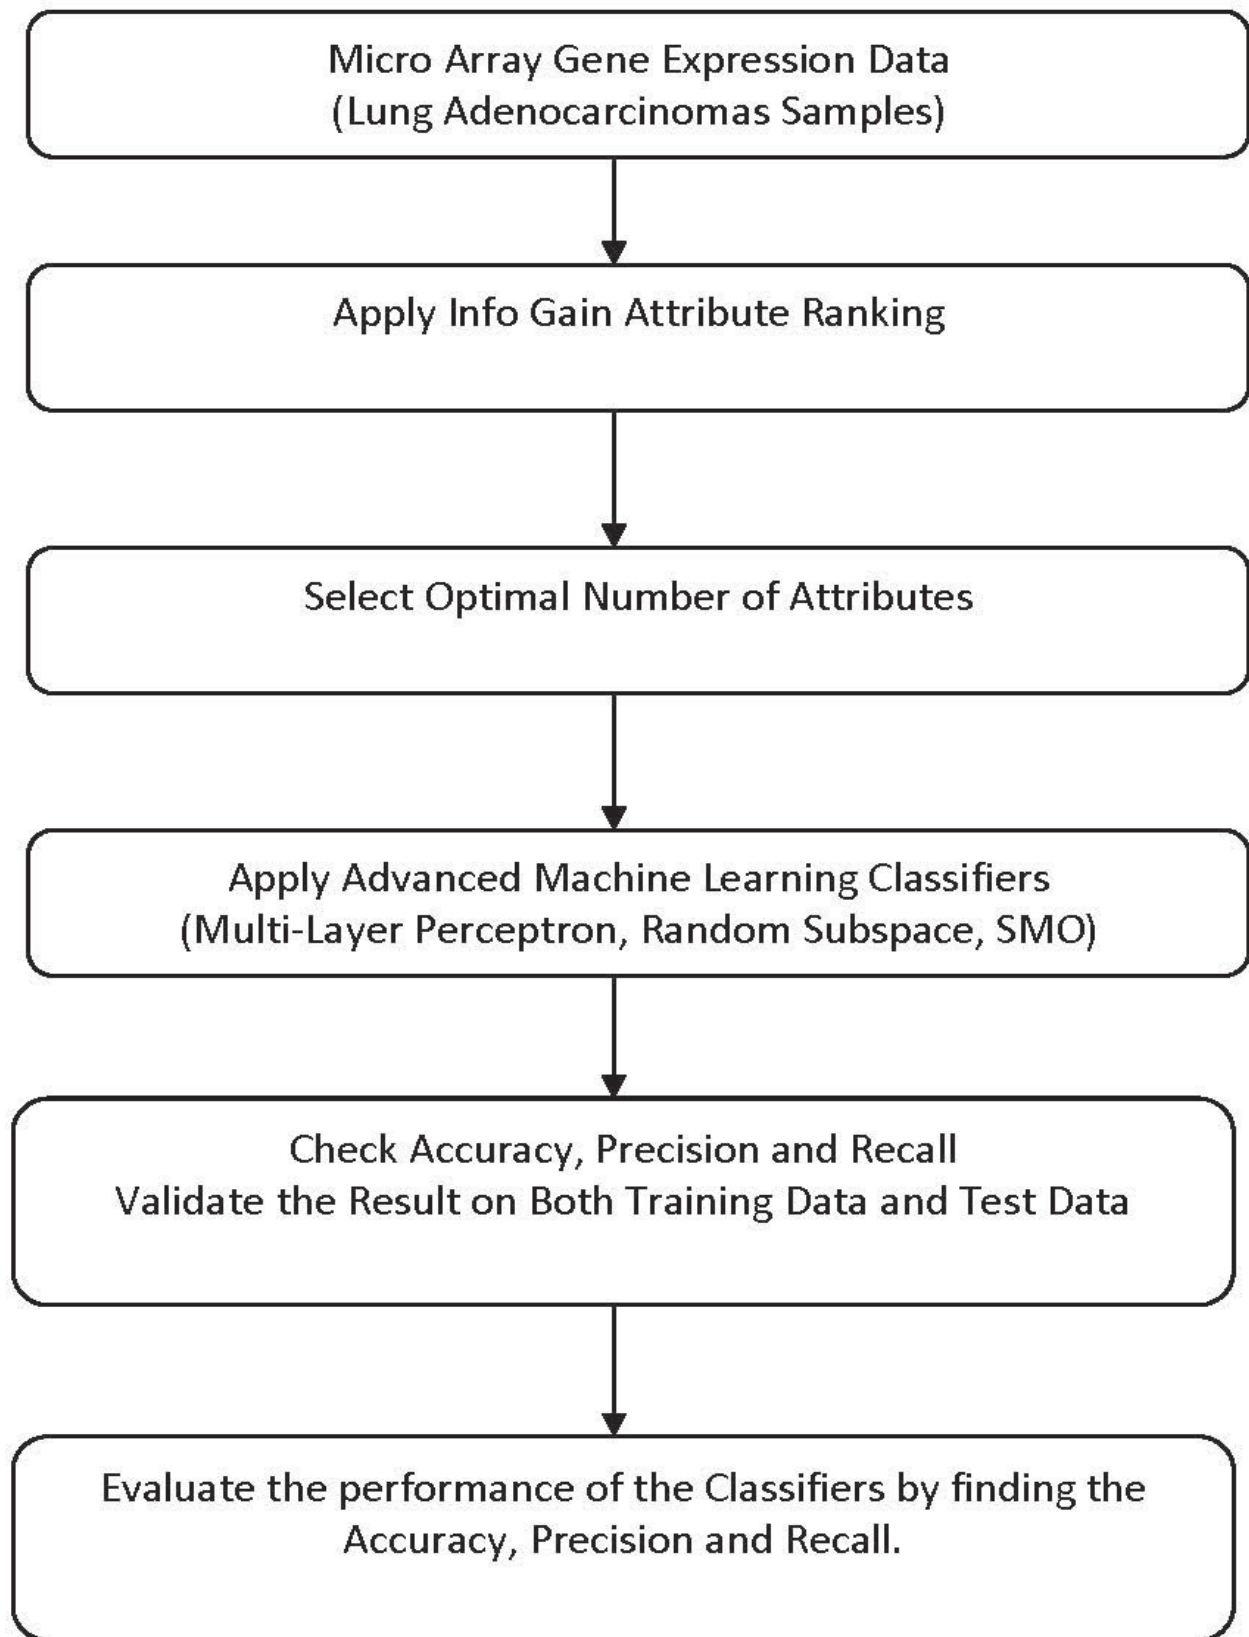 Micro Array Gene Expression Data
(Lung Adenocarcinomas Samples)
Apply Info Gain Attribute Ranking
Select Optimal Number of Attributes
Apply Advanced Machine Learning Classifiers
(Multi-Layer Perceptron, Random Subspace, SMO)
Check Accuracy, Precision and Recall
Validate the Result on Both Training Data and Test Data
Evaluate the performance of the Classifiers by finding the
Accuracy, Precision and Recall.